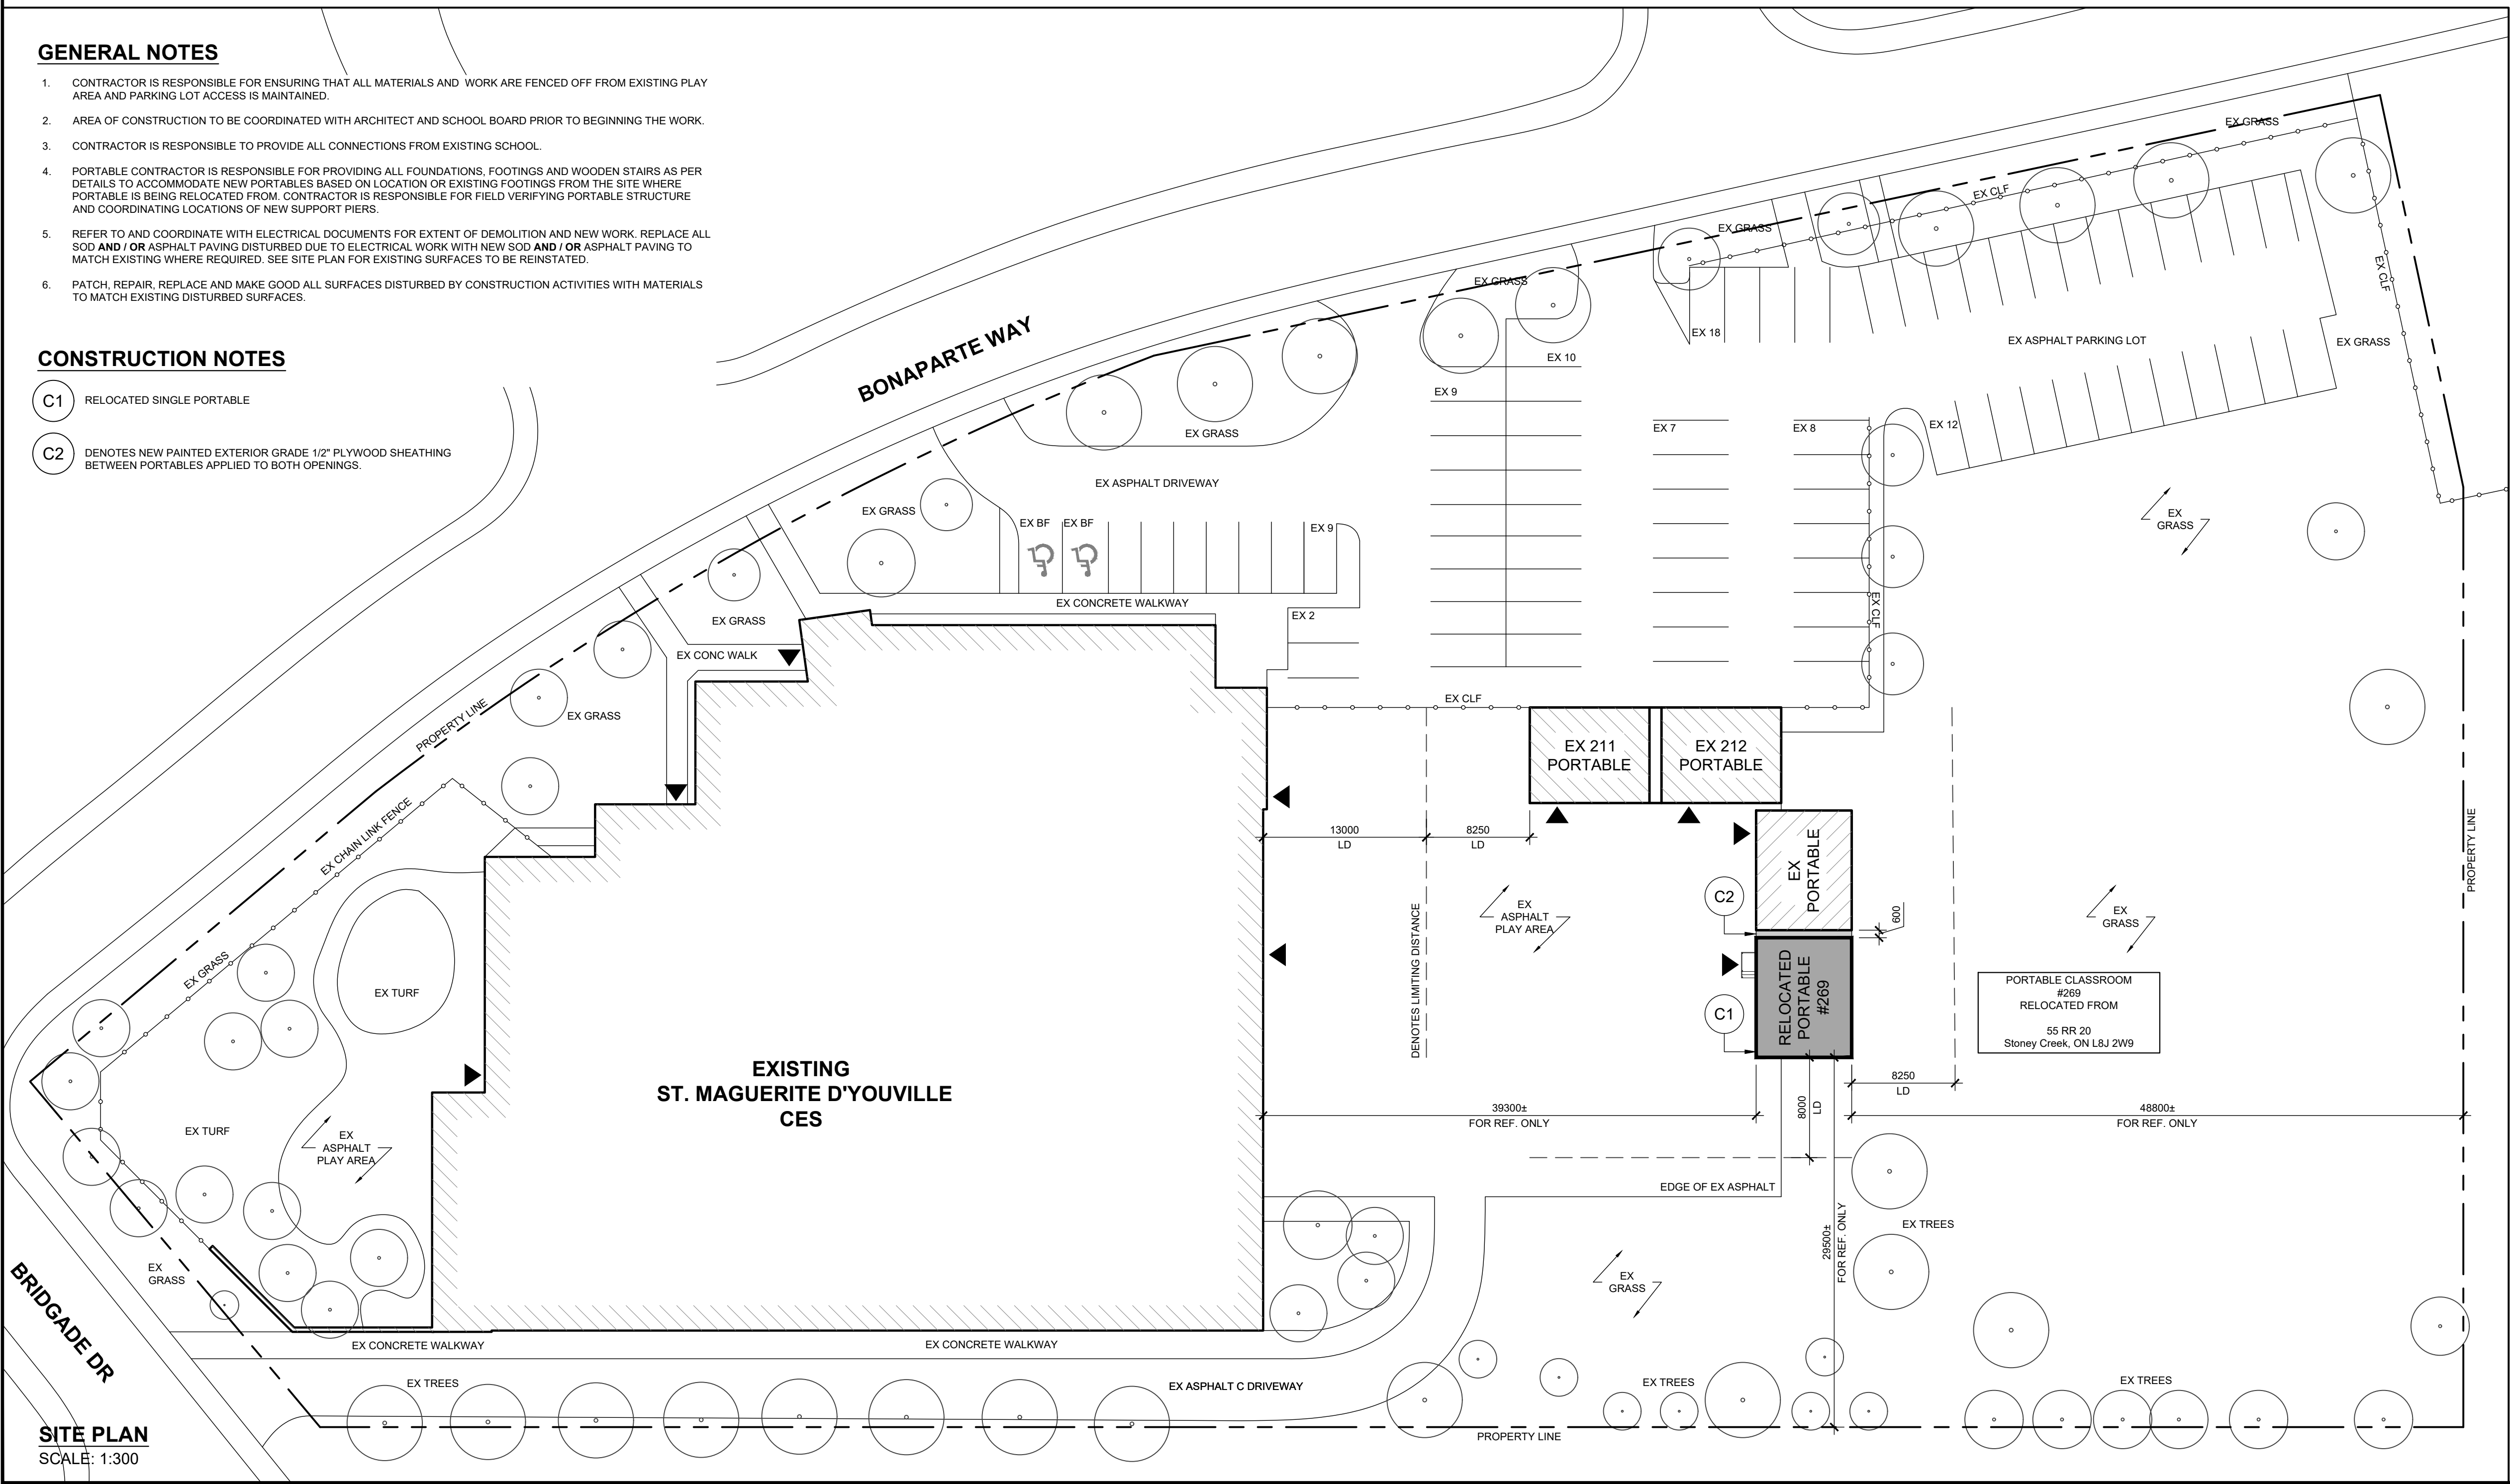 GENERAL NOTES
1. CONTRACTOR IS RESPONSIBLE FOR ENSURING THAT ALL MATERIALS AND WORK ARE FENCED OFF FROM EXISTING PLAY
AREA AND PARKING LOT ACCESS IS MAINTAINED.
2. AREA OF CONSTRUCTION TO BE COORDINATED WITH ARCHITECT AND SCHOOL BOARD PRIOR TO BEGINNING THE WORK.
3. CONTRACTOR IS RESPONSIBLE TO PROVIDE ALL CONNECTIONS FROM EXISTING SCHOOL.
4. PORTABLE CONTRACTOR IS RESPONSIBLE FOR PROVIDING ALL FOUNDATIONS, FOOTINGS AND WOODEN STAIRS AS PER
DETAILS TO ACCOMMODATE NEW PORTABLES BASED ON LOCATION OR EXISTING FOOTINGS FROM THE SITE WHERE
PORTABLE IS BEING RELOCATED FROM. CONTRACTOR IS RESPONSIBLE FOR FIELD VERIFYING PORTABLE STRUCTURE
AND COORDINATING LOCATIONS OF NEW SUPPORT PIERS.
5. REFER TO AND COORDINATE WITH ELECTRICAL DOCUMENTS FOR EXTENT OF DEMOLITION AND NEW WORK. REPLACE ALL
SOD AND / OR ASPHALT PAVING DISTURBED DUE TO ELECTRICAL WORK WITH NEW SOD AND / OR ASPHALT PAVING TO
MATCH EXISTING WHERE REQUIRED. SEE SITE PLAN FOR EXISTING SURFACES TO BE REINSTATED.
6. PATCH, REPAIR, REPLACE AND MAKE GOOD ALL SURFACES DISTURBED BY CONSTRUCTION ACTIVITIES WITH MATERIALS
TO MATCH EXISTING DISTURBED SURFACES.
CONSTRUCTION NOTES
C1 RELOCATED SINGLE PORTABLE
C2 DENOTES NEW PAINTED EXTERIOR GRADE 1/2" PLYWOOD SHEATHING
BETWEEN PORTABLES APPLIED TO BOTH OPENINGS.
BONAPARTE WAY
EX GRASS
EX CLF
EX GRASS
EX CLF
EX GRASS
EX 18
EX ASPHALT PARKING LOT
EX GRASS
EX 10
EX 9
EX 7
EX 8
EX 12
EX GRASS
EX ASPHALT DRIVEWAY
EX GRASS
EX BF
EX BF
EX 9
EX
GRASS
EX CONCRETE WALKWAY
EX 2
EX CLF
EX GRASS
EX CONC WALK
EX GRASS
PROPERTY LINE
EX CLF
EX 211
PORTABLE
EX 212
PORTABLE
EX CHAIN LINK FENCE
13000
LD
8250
LD
EX
PORTABLE
PROPERTY LINE
C2
600
DENOTES LIMITING DISTANCE
EX
ASPHALT
PLAY AREA
EX
GRASS
EX GRASS
EX TURF
RELOCATED
PORTABLE
#269
C1
PORTABLE CLASSROOM
#269
RELOCATED FROM
55 RR 20
Stoney Creek, ON L8J 2W9
EXISTING
ST. MAGUERITE D'YOUVILLE
CES
8250
LD
39300±
FOR REF. ONLY
8000
LD
48800±
FOR REF. ONLY
EX TURF
EX
ASPHALT
PLAY AREA
EDGE OF EX ASPHALT
29500±
FOR REF. ONLY
EX TREES
EX
GRASS
EX
GRASS
BRIDGADE DR
EX CONCRETE WALKWAY
EX CONCRETE WALKWAY
EX TREES
EX ASPHALT C DRIVEWAY
EX TREES
EX TREES
PROPERTY LINE
SITE PLAN
SCALE: 1:300